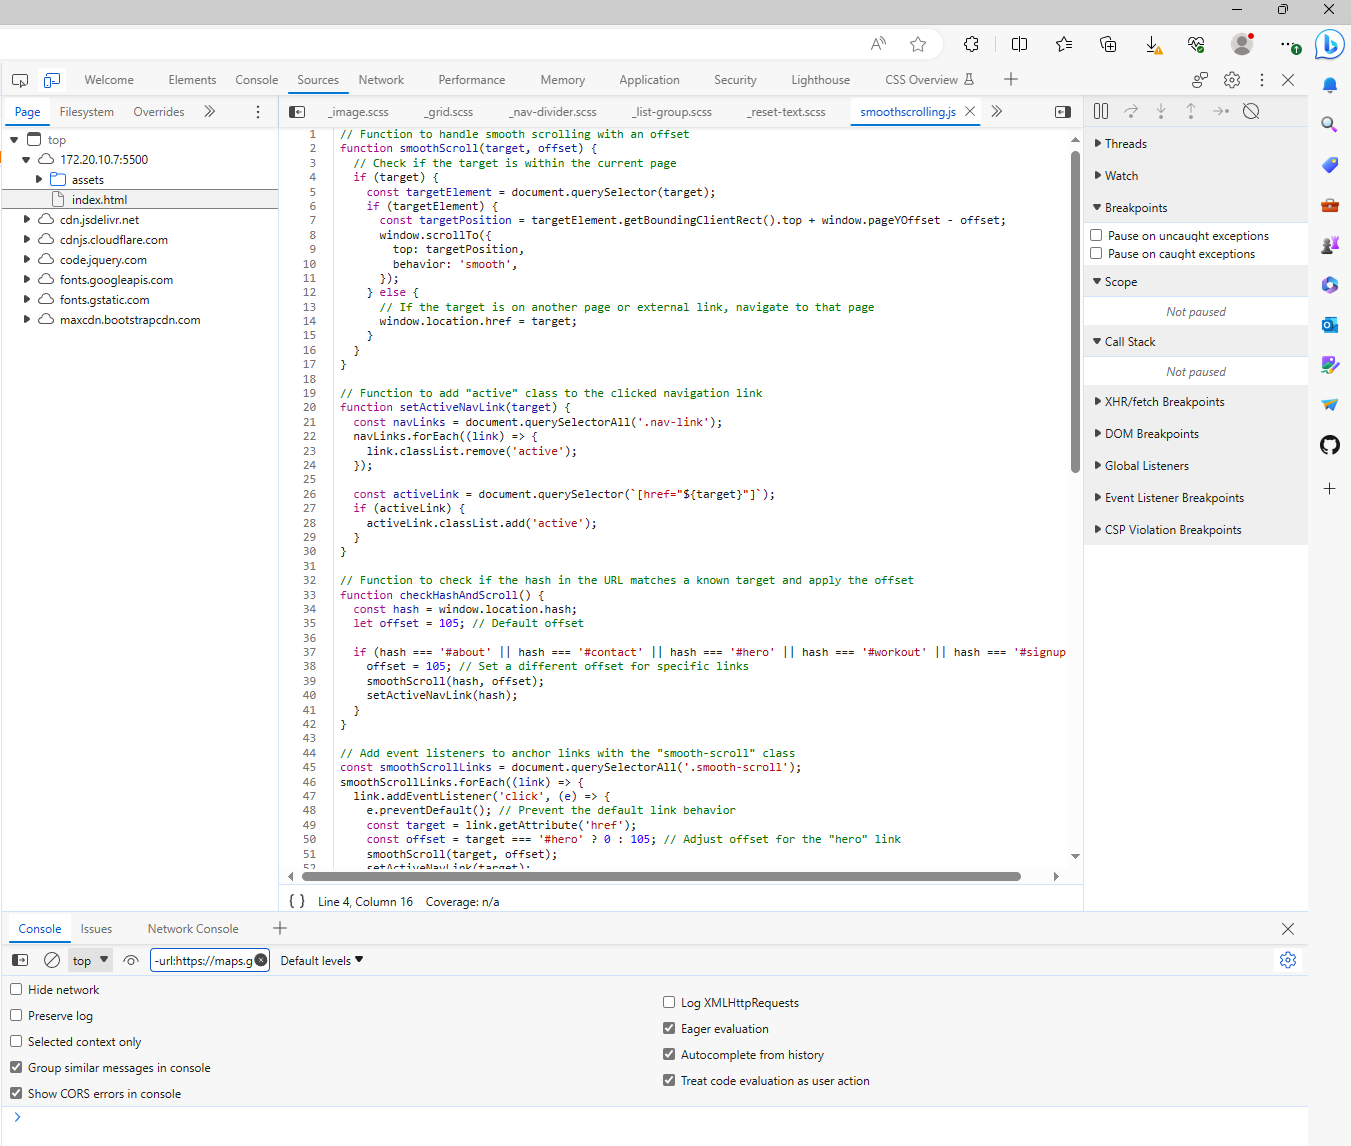 Welcome Elements Console Sources Network Performance Memory Application Security Lighthouse CSS Overview
Page Filesystem Overrides
_image.scss _grid.scss _nav-divider.scss _list-group.scss _reset-text.scss smoothscrolling.js
top
172.20.10.7:5500
assets
index.html
cdn.jsdelivr.net
cdnjs.cloudflare.com
code.jquery.com
fonts.googleapis.com
fonts.gstatic.com
maxcdn.bootstrapcdn.com
1 // Function to handle smooth scrolling with an offset
2 function smoothScroll(target, offset) {
3 // Check if the target is within the current page
4 if (target) {
5 const targetElement = document.querySelector(target);
6 if (targetElement) {
7 const targetPosition = targetElement.getBoundingClientRect().top + window.pageYOffset - offset;
8 window.scrollTo({
9 top: targetPosition,
10 behavior: 'smooth',
11 });
12 } else {
13 // If the target is on another page or external link, navigate to that page
14 window.location.href = target;
15 }
16 }
17 }
18
19 // Function to add "active" class to the clicked navigation link
20 function setActiveNavLink(target) {
21 const navLinks = document.querySelectorAll('.nav-link');
22 navLinks.forEach((link) => {
23 link.classList.remove('active');
24 });
25
26 const activeLink = document.querySelector(`[href="${target}"]`);
27 if (activeLink) {
28 activeLink.classList.add('active');
29 }
30 }
31
32 // Function to check if the hash in the URL matches a known target and apply the offset
33 function checkHashAndScroll() {
34 const hash = window.location.hash;
35 let offset = 105; // Default offset
36
37 if (hash === '#about' || hash === '#contact' || hash === '#hero' || hash === '#workout' || hash === '#signup
38 offset = 105; // Set a different offset for specific links
39 smoothScroll(hash, offset);
40 setActiveNavLink(hash);
41 }
42 }
43
44 // Add event listeners to anchor links with the "smooth-scroll" class
45 const smoothScrollLinks = document.querySelectorAll('.smooth-scroll');
46 smoothScrollLinks.forEach((link) => {
47 link.addEventListener('click', (e) => {
48 e.preventDefault(); // Prevent the default link behavior
49 const target = link.getAttribute('href');
50 const offset = target === '#hero' ? 0 : 105; // Adjust offset for the "hero" link
51 smoothScroll(target, offset);
52 setActiveNavLink(target);
{ } Line 4, Column 16 Coverage: n/a
Threads
Watch
Breakpoints
Pause on uncaught exceptions
Pause on caught exceptions
Scope
Not paused
Call Stack
Not paused
XHR/fetch Breakpoints
DOM Breakpoints
Global Listeners
Event Listener Breakpoints
CSP Violation Breakpoints
Console Issues Network Console
top -url:https://maps.g Default levels
Hide network
Preserve log
Selected context only
Group similar messages in console
Show CORS errors in console
Log XMLHttpRequests
Eager evaluation
Autocomplete from history
Treat code evaluation as user action